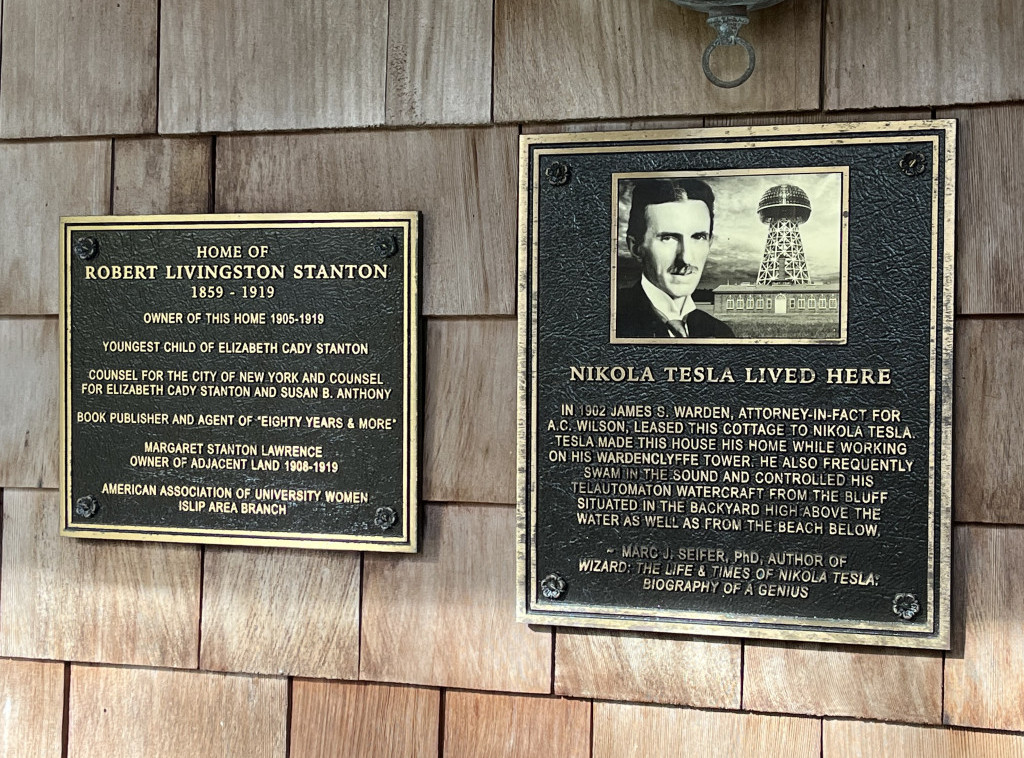 HOME OF
ROBERT LIVINGSTON STANTON
1859 - 1919
OWNER OF THIS HOME 1905-1919
YOUNGEST CHILD OF ELIZABETH CADY STANTON
COUNSEL FOR THE CITY OF NEW YORK AND COUNSEL
FOR ELIZABETH CADY STANTON AND SUSAN B. ANTHONY
BOOK PUBLISHER AND AGENT OF "EIGHTY YEARS & MORE"
MARGARET STANTON LAWRENCE
OWNER OF ADJACENT LAND 1908-1919
AMERICAN ASSOCIATION OF UNIVERSITY WOMEN
ISLIP AREA BRANCH
NIKOLA TESLA LIVED HERE
IN 1902 JAMES S. WARDEN, ATTORNEY-IN-FACT FOR
A.C. WILSON, LEASED THIS COTTAGE TO NIKOLA TESLA.
TESLA MADE THIS HOUSE HIS HOME WHILE WORKING
ON HIS WARDENCLYFFE TOWER. HE ALSO FREQUENTLY
SWAM IN THE SOUND AND CONTROLLED HIS
TELAUTOMATON WATERCRAFT FROM THE BLUFF
SITUATED IN THE BACKYARD HIGH ABOVE THE
WATER AS WELL AS FROM THE BEACH BELOW.
~ MARC J. SEIFER, PhD, AUTHOR OF
WIZARD: THE LIFE & TIMES OF NIKOLA TESLA:
BIOGRAPHY OF A GENIUS